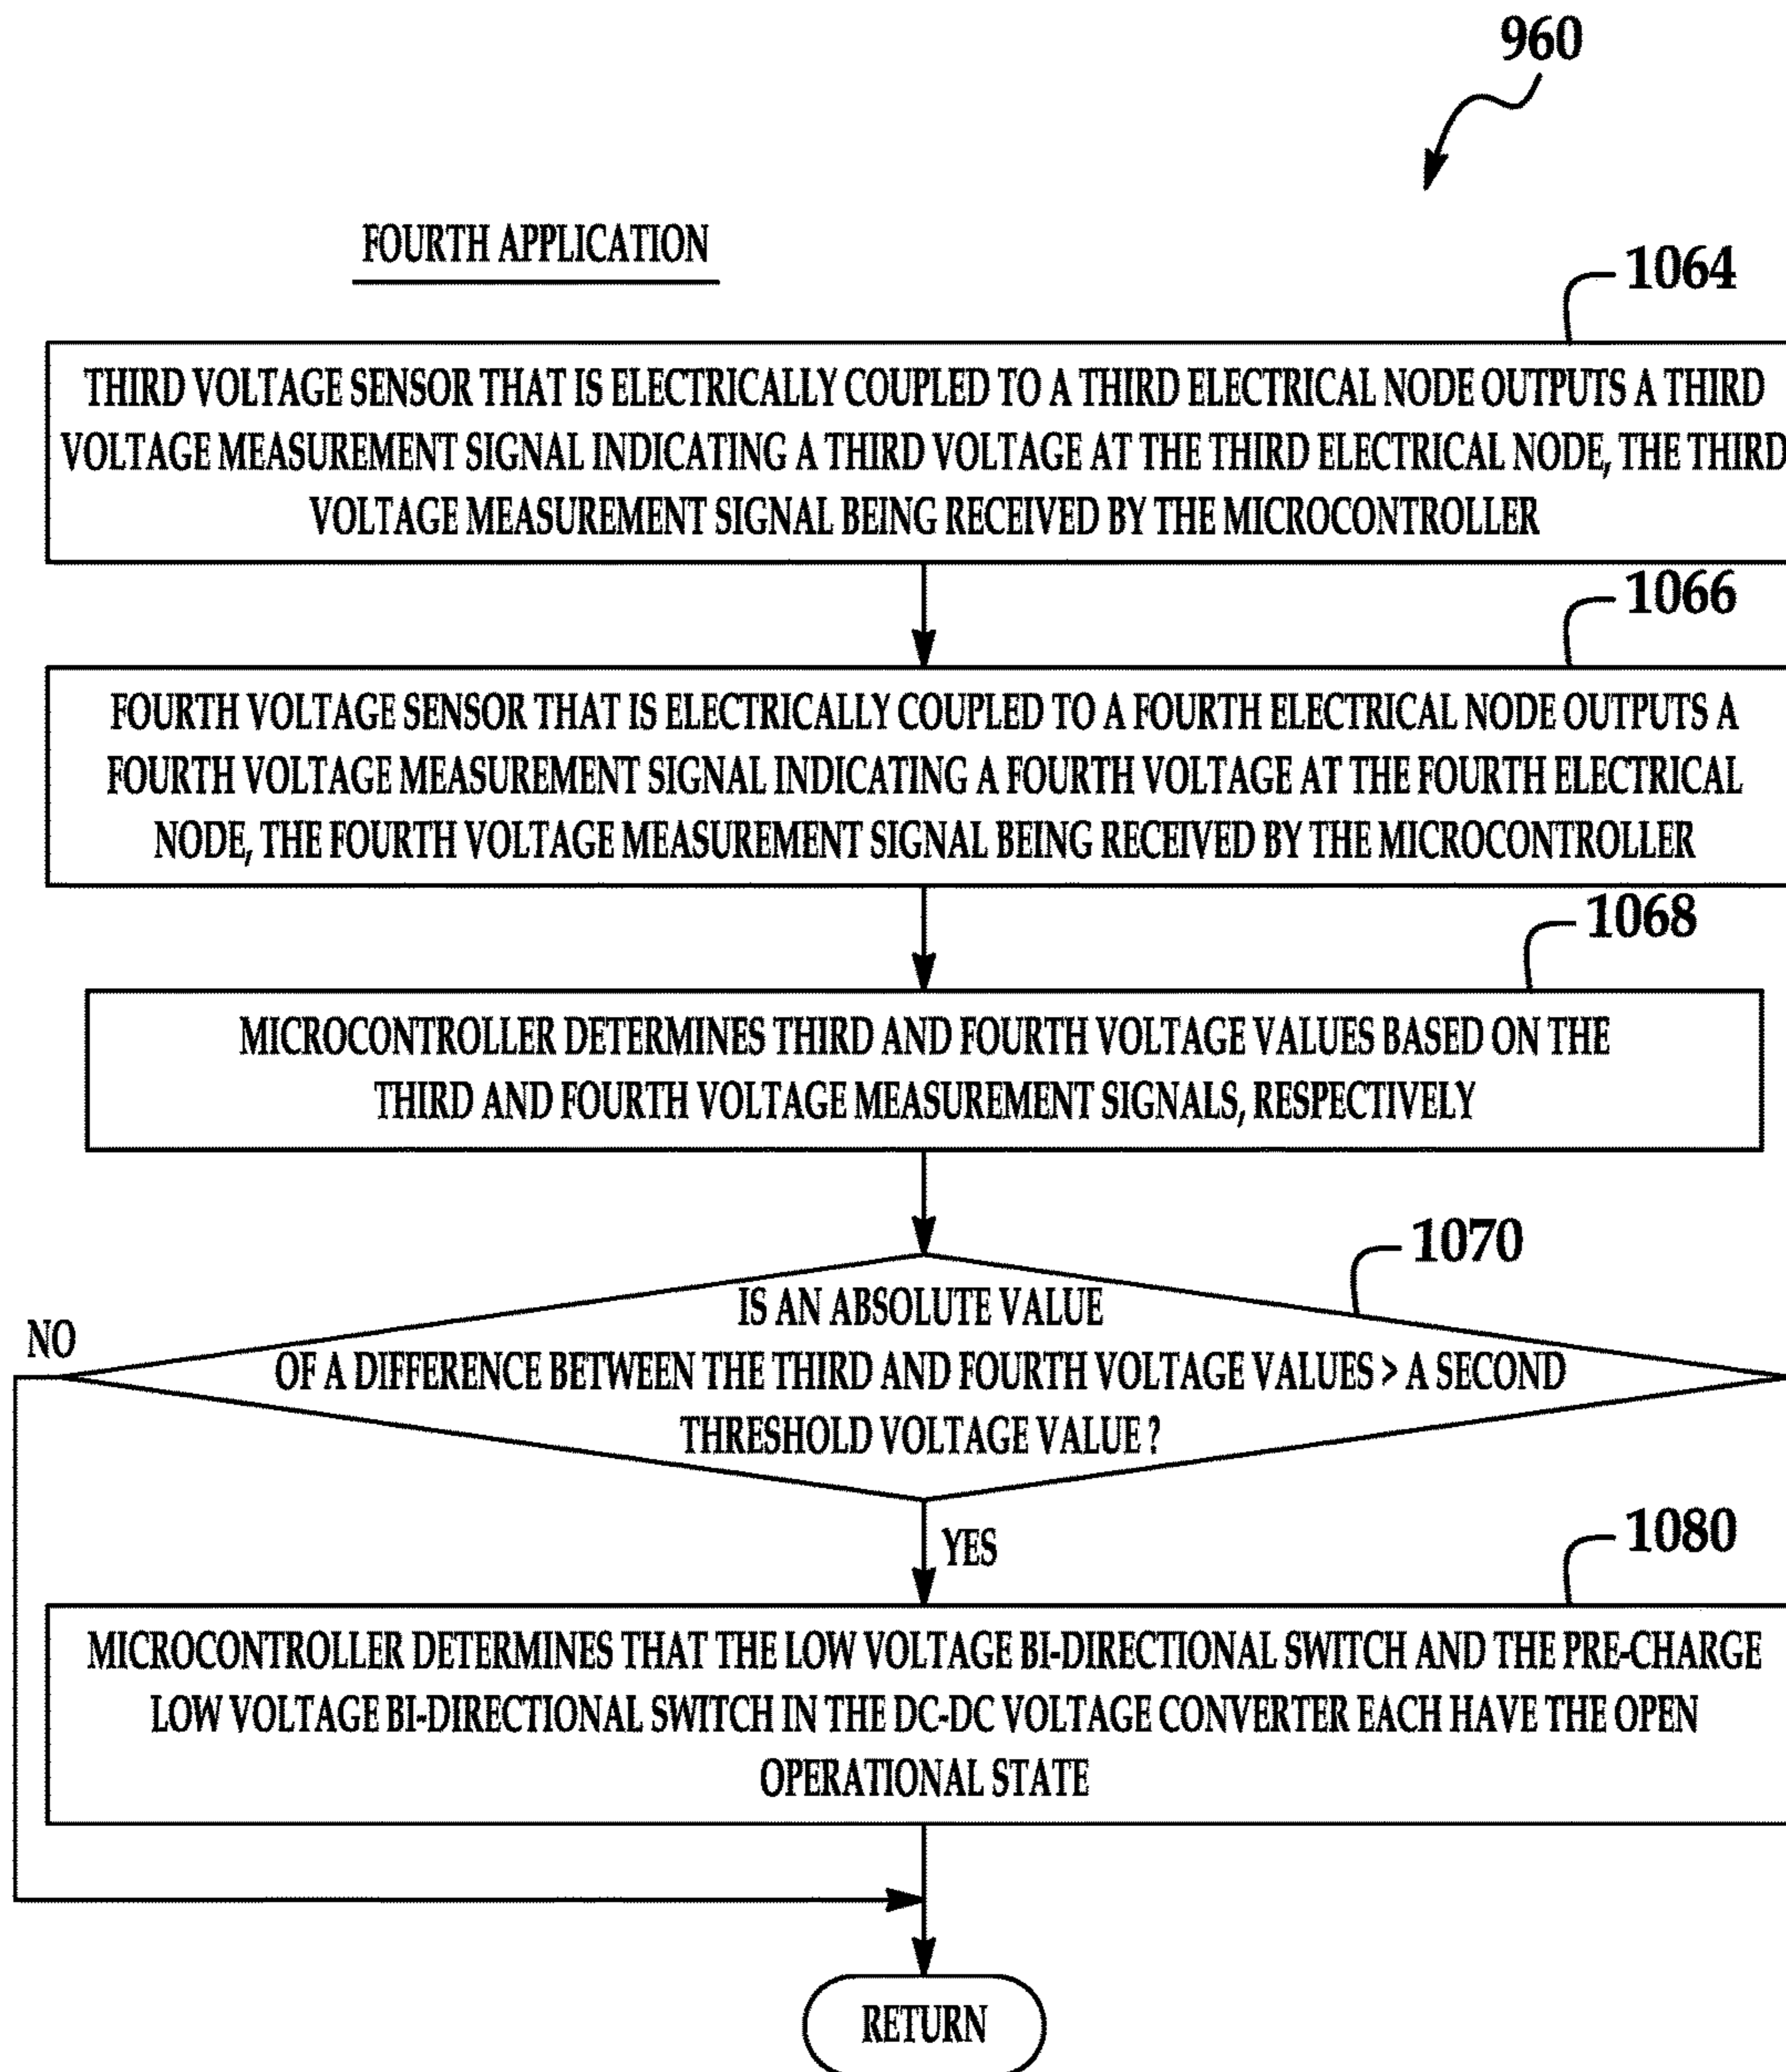 960
FOURTH APPLICATION
1064
THIRD VOLTAGE SENSOR THAT IS ELECTRICALLY COUPLED TO A THIRD ELECTRICAL NODE OUTPUTS A THIRD
VOLTAGE MEASUREMENT SIGNAL INDICATING A THIRD VOLTAGE AT THE THIRD ELECTRICAL NODE, THE THIRD
VOLTAGE MEASUREMENT SIGNAL BEING RECEIVED BY THE MICROCONTROLLER
1066
FOURTH VOLTAGE SENSOR THAT IS ELECTRICALLY COUPLED TO A FOURTH ELECTRICAL NODE OUTPUTS A
FOURTH VOLTAGE MEASUREMENT SIGNAL INDICATING A FOURTH VOLTAGE AT THE FOURTH ELECTRICAL
NODE, THE FOURTH VOLTAGE MEASUREMENT SIGNAL BEING RECEIVED BY THE MICROCONTROLLER
1068
MICROCONTROLLER DETERMINES THIRD AND FOURTH VOLTAGE VALUES BASED ON THE
THIRD AND FOURTH VOLTAGE MEASUREMENT SIGNALS, RESPECTIVELY
1070
IS AN ABSOLUTE VALUE
OF A DIFFERENCE BETWEEN THE THIRD AND FOURTH VOLTAGE VALUES > A SECOND
THRESHOLD VOLTAGE VALUE ?
NO
YES
1080
MICROCONTROLLER DETERMINES THAT THE LOW VOLTAGE BI-DIRECTIONAL SWITCH AND THE PRE-CHARGE
LOW VOLTAGE BI-DIRECTIONAL SWITCH IN THE DC-DC VOLTAGE CONVERTER EACH HAVE THE OPEN
OPERATIONAL STATE
RETURN